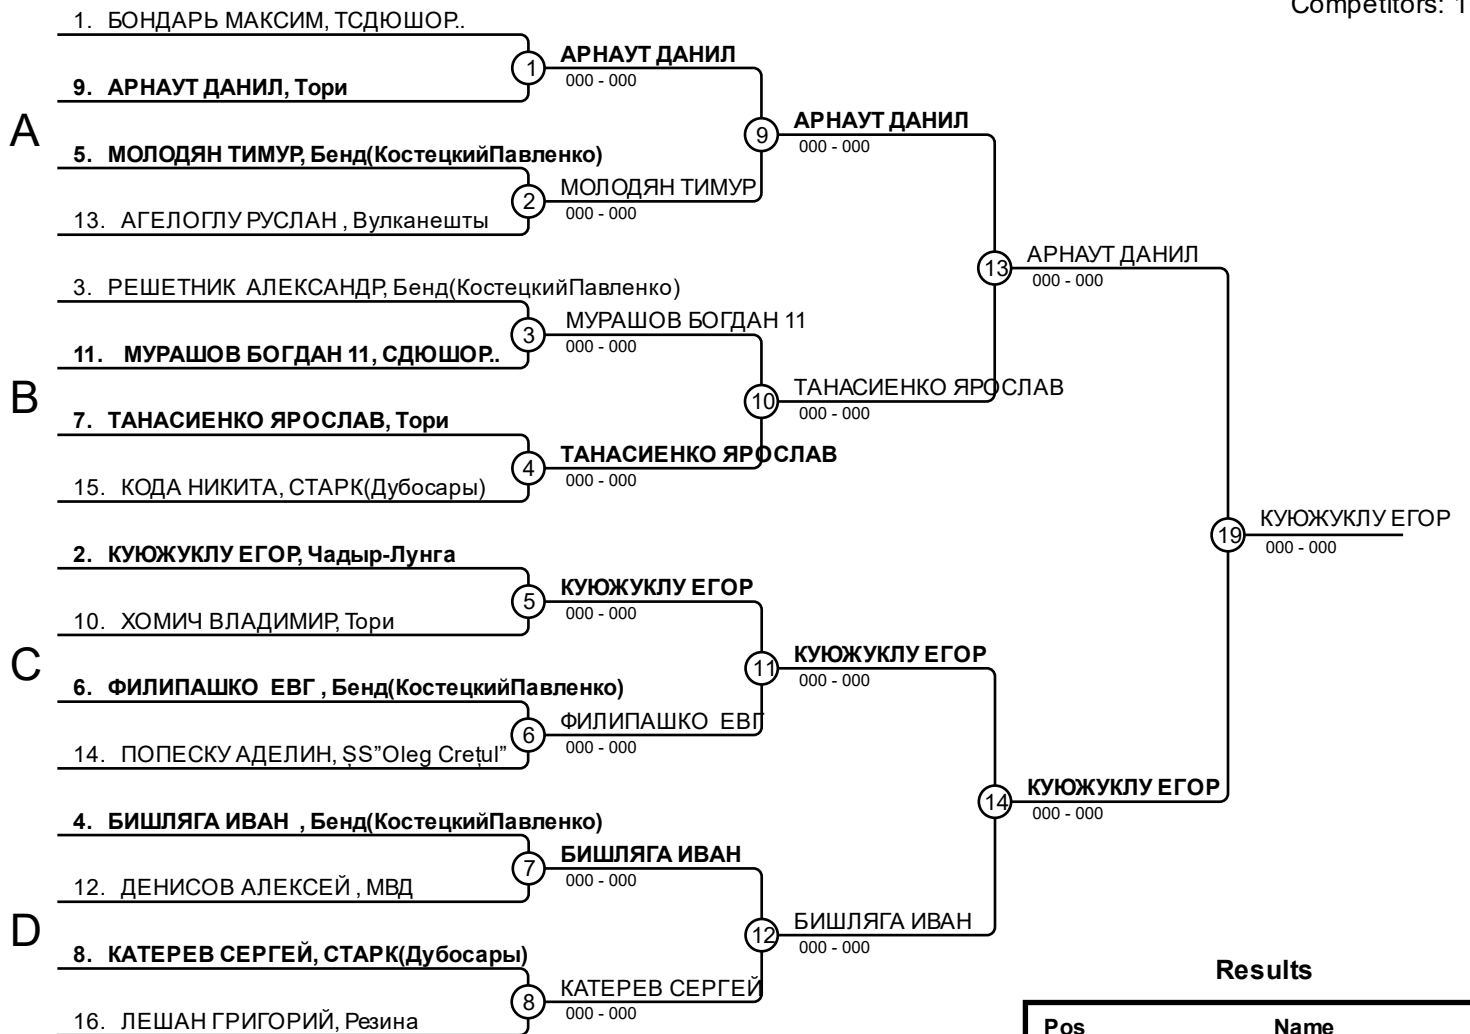 Competitors: 1
1. БОНДАРЬ МАКСИМ, ТСДЮШОР..
1
АРНАУТ ДАНИЛ
000 - 000
9. АРНАУТ ДАНИЛ, Тори
A
9
АРНАУТ ДАНИЛ
000 - 000
5. МОЛОДЯН ТИМУР, Бенд(КостецкийПавленко)
2
МОЛОДЯН ТИМУР
000 - 000
13. АГЕЛОГЛУ РУСЛАН , Вулканешты
13
АРНАУТ ДАНИЛ
000 - 000
3. РЕШЕТНИК АЛЕКСАНДР, Бенд(КостецкийПавленко)
3
МУРАШОВ БОГДАН 11
000 - 000
11. МУРАШОВ БОГДАН 11, СДЮШОР..
B
10
ТАНАСИЕНКО ЯРОСЛАВ
000 - 000
7. ТАНАСИЕНКО ЯРОСЛАВ, Тори
4
ТАНАСИЕНКО ЯРОСЛАВ
000 - 000
15. КОДА НИКИТА, СТАРК(Дубосары)
19
КУЮЖУКЛУ ЕГОР
000 - 000
2. КУЮЖУКЛУ ЕГОР, Чадыр-Лунга
5
КУЮЖУКЛУ ЕГОР
000 - 000
10. ХОМИЧ ВЛАДИМИР, Тори
C
11
КУЮЖУКЛУ ЕГОР
000 - 000
6. ФИЛИПАШКО ЕВГ , Бенд(КостецкийПавленко)
6
ФИЛИПАШКО ЕВГ
000 - 000
14. ПОПЕСКУ АДЕЛИН, ȘS”Oleg Crețul”
14
КУЮЖУКЛУ ЕГОР
000 - 000
4. БИШЛЯГА ИВАН , Бенд(КостецкийПавленко)
7
БИШЛЯГА ИВАН
000 - 000
12. ДЕНИСОВ АЛЕКСЕЙ , МВД
D
12
БИШЛЯГА ИВАН
000 - 000
8. КАТЕРЕВ СЕРГЕЙ, СТАРК(Дубосары)
8
КАТЕРЕВ СЕРГЕЙ
000 - 000
16. ЛЕШАН ГРИГОРИЙ, Резина
Results
Pos Name